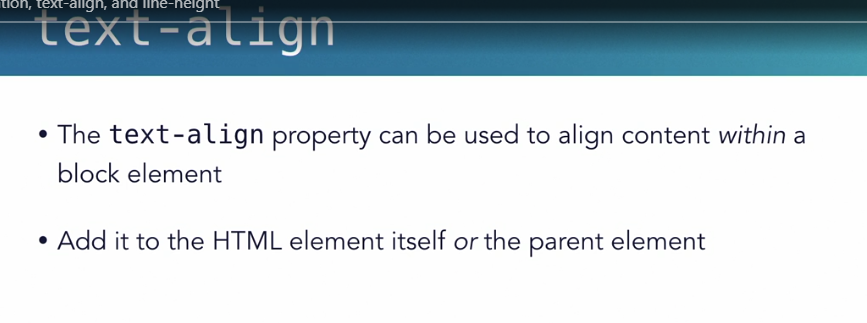 tion, text-align, and line-height
text-align
• The text-align property can be used to align content within a
block element
• Add it to the HTML element itself or the parent element